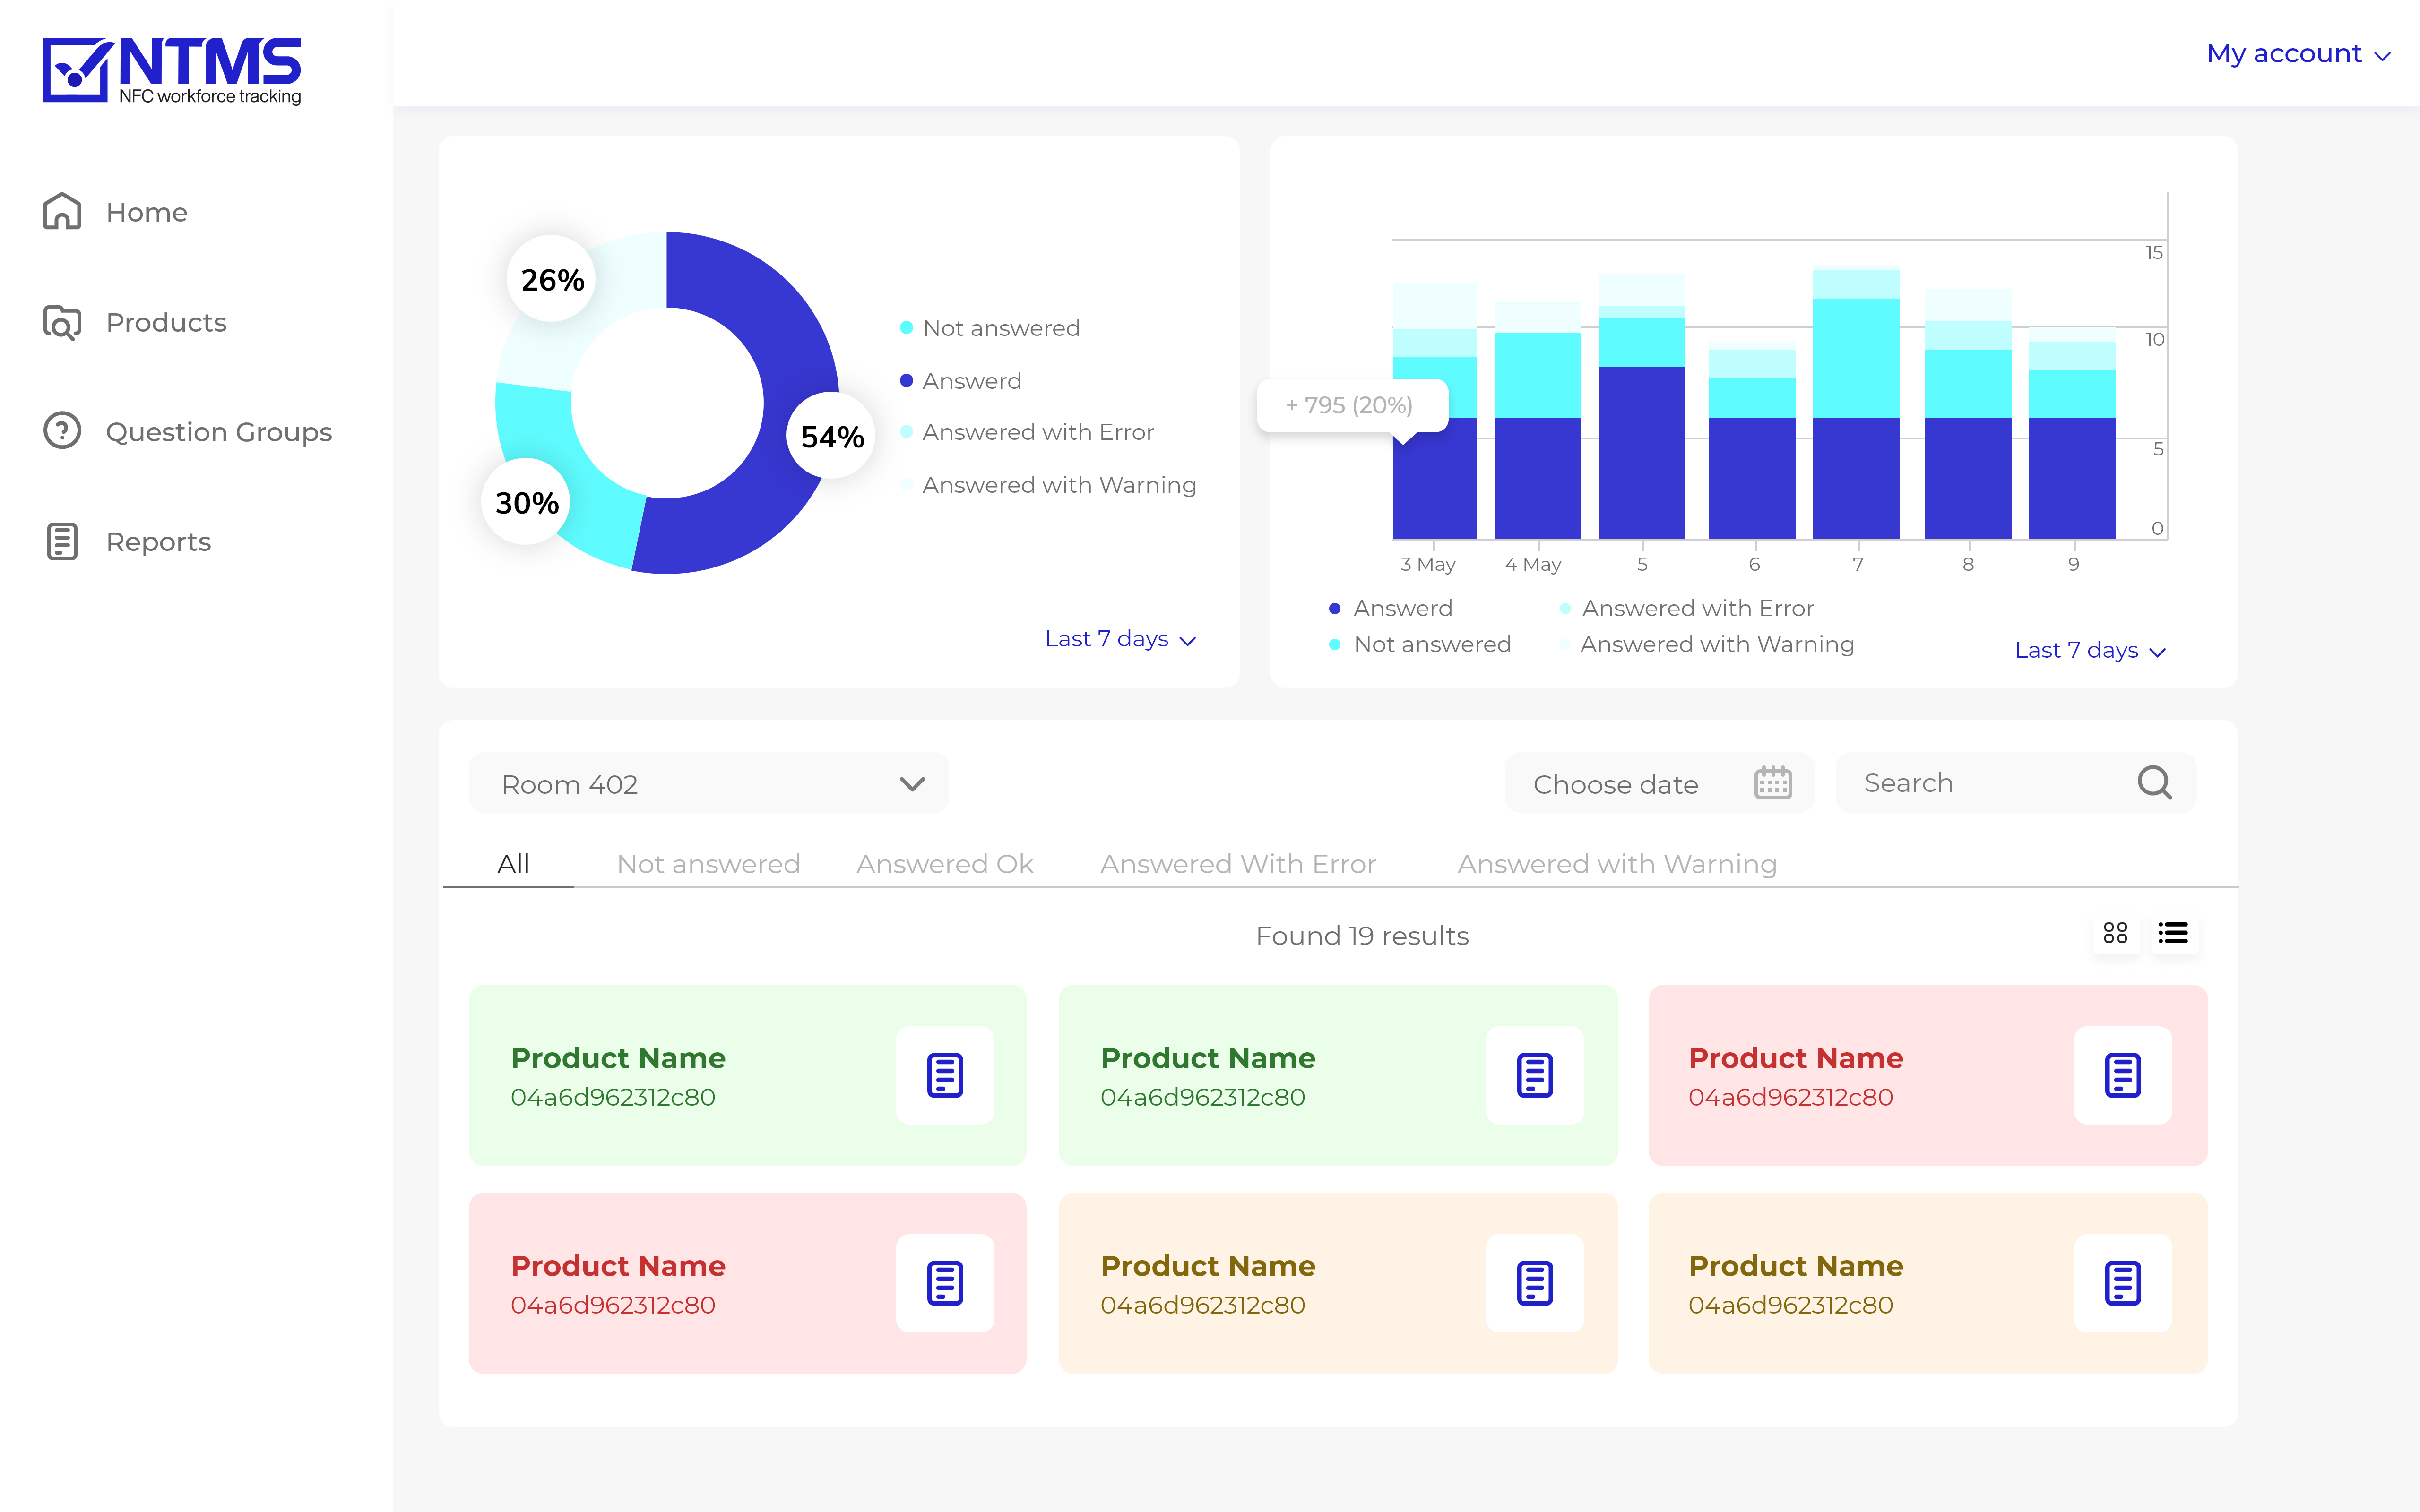 NTMS
NFC workforce tracking
My account
Home
Products
Question Groups
Reports
26%
54%
30%
Not answered
Answerd
Answered with Error
Answered with Warning
Last 7 days
15
10
5
0
+ 795 (20%)
3 May 4 May 5 6 7 8 9
Answerd Answered with Error
Not answered Answered with Warning
Last 7 days
Room 402 Choose date Search
All Not answered Answered Ok Answered With Error Answered with Warning
Found 19 results
Product Name Product Name Product Name
04a6d962312c80 04a6d962312c80 04a6d962312c80
Product Name Product Name Product Name
04a6d962312c80 04a6d962312c80 04a6d962312c80